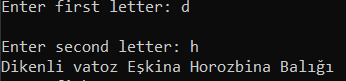 Enter first letter: d
Enter second letter: h
Dikenli vatoz Eşkina Horozbina Balığı